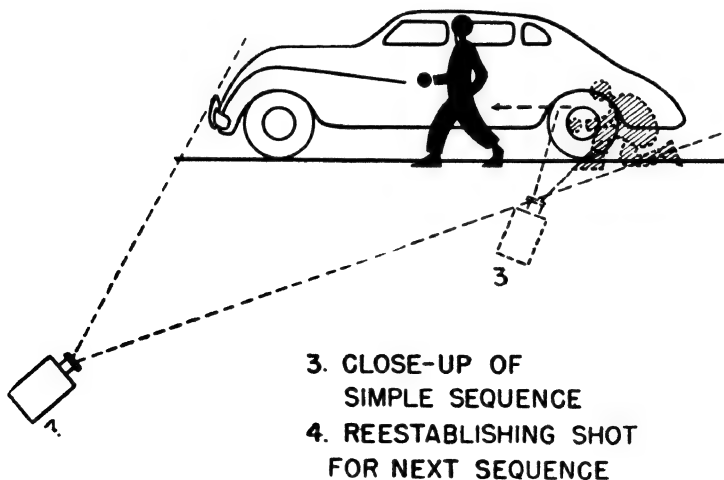 3
3. CLOSE-UP OF
SIMPLE SEQUENCE
4. REESTABLISHING SHOT
FOR NEXT SEQUENCE